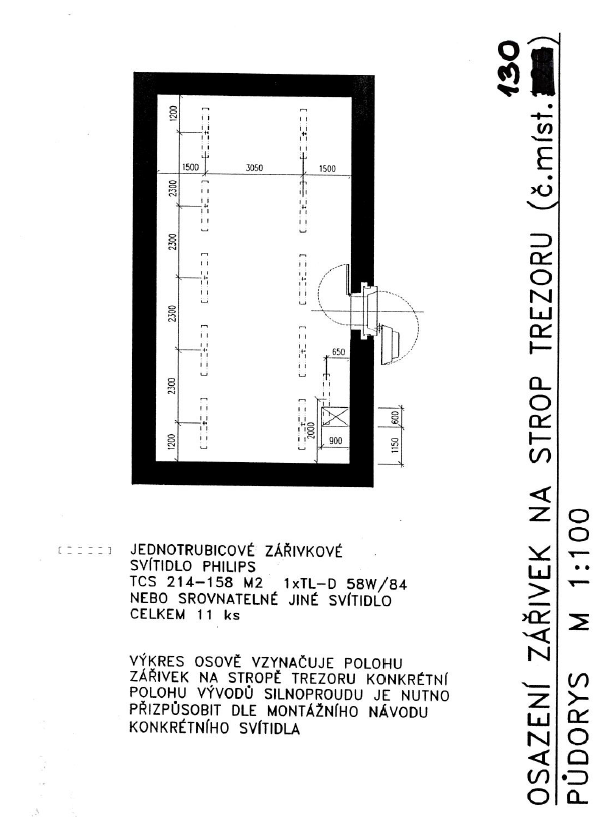 OSAZENÍ ZÁŘIVEK NA STROP TREZORU (č.míst. 130)
PŮDORYS M 1:100
1200
1500
3050
1500
2300
2300
2300
2300
1200
650
2000
900
600
1150
JEDNOTRUBICOVÉ ZÁŘIVKOVÉ
SVÍTIDLO PHILIPS
TCS 214-158 M2 1xTL-D 58W/84
NEBO SROVNATELNÉ JINÉ SVÍTIDLO
CELKEM 11 ks
VÝKRES OSOVĚ VZYNAČUJE POLOHU
ZÁŘIVEK NA STROPĚ TREZORU KONKRÉTNÍ
POLOHU VÝVODŮ SILNOPROUDU JE NUTNO
PŘIZPŮSOBIT DLE MONTÁŽNÍHO NÁVODU
KONKRÉTNÍHO SVÍTIDLA